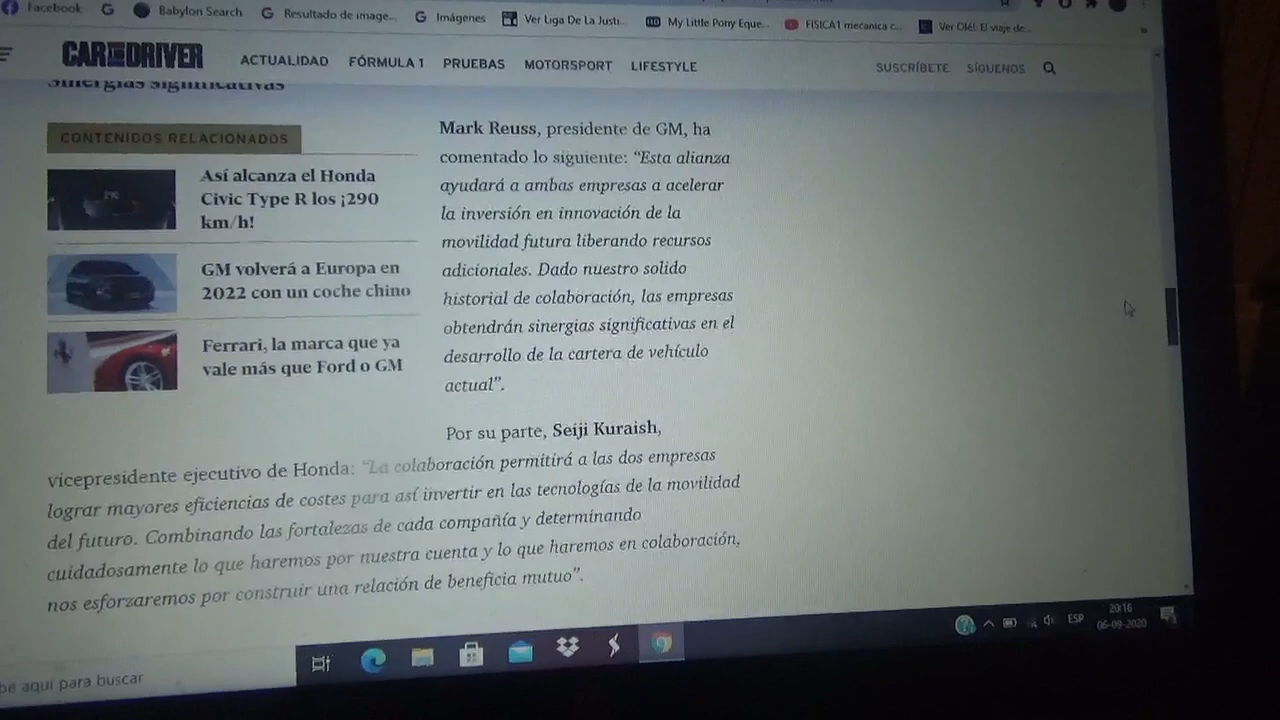 Facebook
Babylon Search
Resultado de image...
Imágenes
Ver Liga De La Justi...
My Little Pony Eque...
FISICA1 mecanica c...
Ver Olé!: El viaje de...
CAR AND DRIVER
ACTUALIDAD
FÓRMULA 1
PRUEBAS
MOTORSPORT
LIFESTYLE
SUSCRÍBETE
SÍGUENOS
Sinergias significativas
CONTENIDOS RELACIONADOS
Así alcanza el Honda
Civic Type R los ¡290
km/h!
GM volverá a Europa en
2022 con un coche chino
Ferrari, la marca que ya
vale más que Ford o GM
Mark Reuss, presidente de GM, ha
comentado lo siguiente: “Esta alianza
ayudará a ambas empresas a acelerar
la inversión en innovación de la
movilidad futura liberando recursos
adicionales. Dado nuestro solido
historial de colaboración, las empresas
obtendrán sinergias significativas en el
desarrollo de la cartera de vehículo
actual”.
Por su parte, Seiji Kuraish,
vicepresidente ejecutivo de Honda: “La colaboración permitirá a las dos empresas
lograr mayores eficiencias de costes para así invertir en las tecnologías de la movilidad
del futuro. Combinando las fortalezas de cada compañía y determinando
cuidadosamente lo que haremos por nuestra cuenta y lo que haremos en colaboración,
nos esforzaremos por construir una relación de beneficia mutuo”.
be aquí para buscar
ESP
20:16
06-09-2020